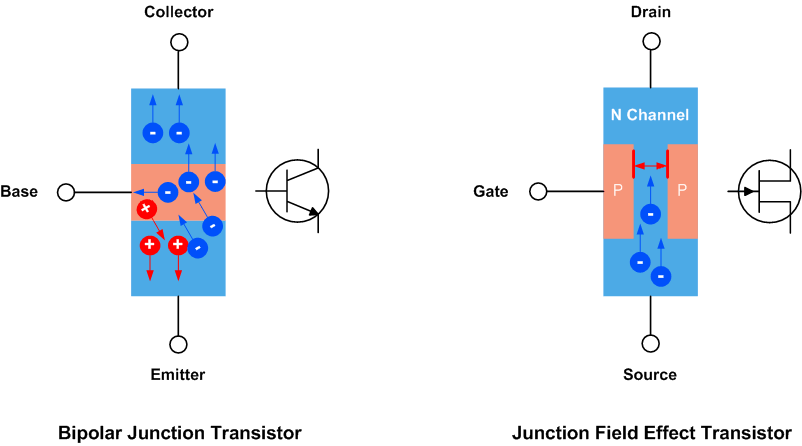 Collector
Drain
N Channel
Base
Gate
P
P
Emitter
Source
Bipolar Junction Transistor
Junction Field Effect Transistor